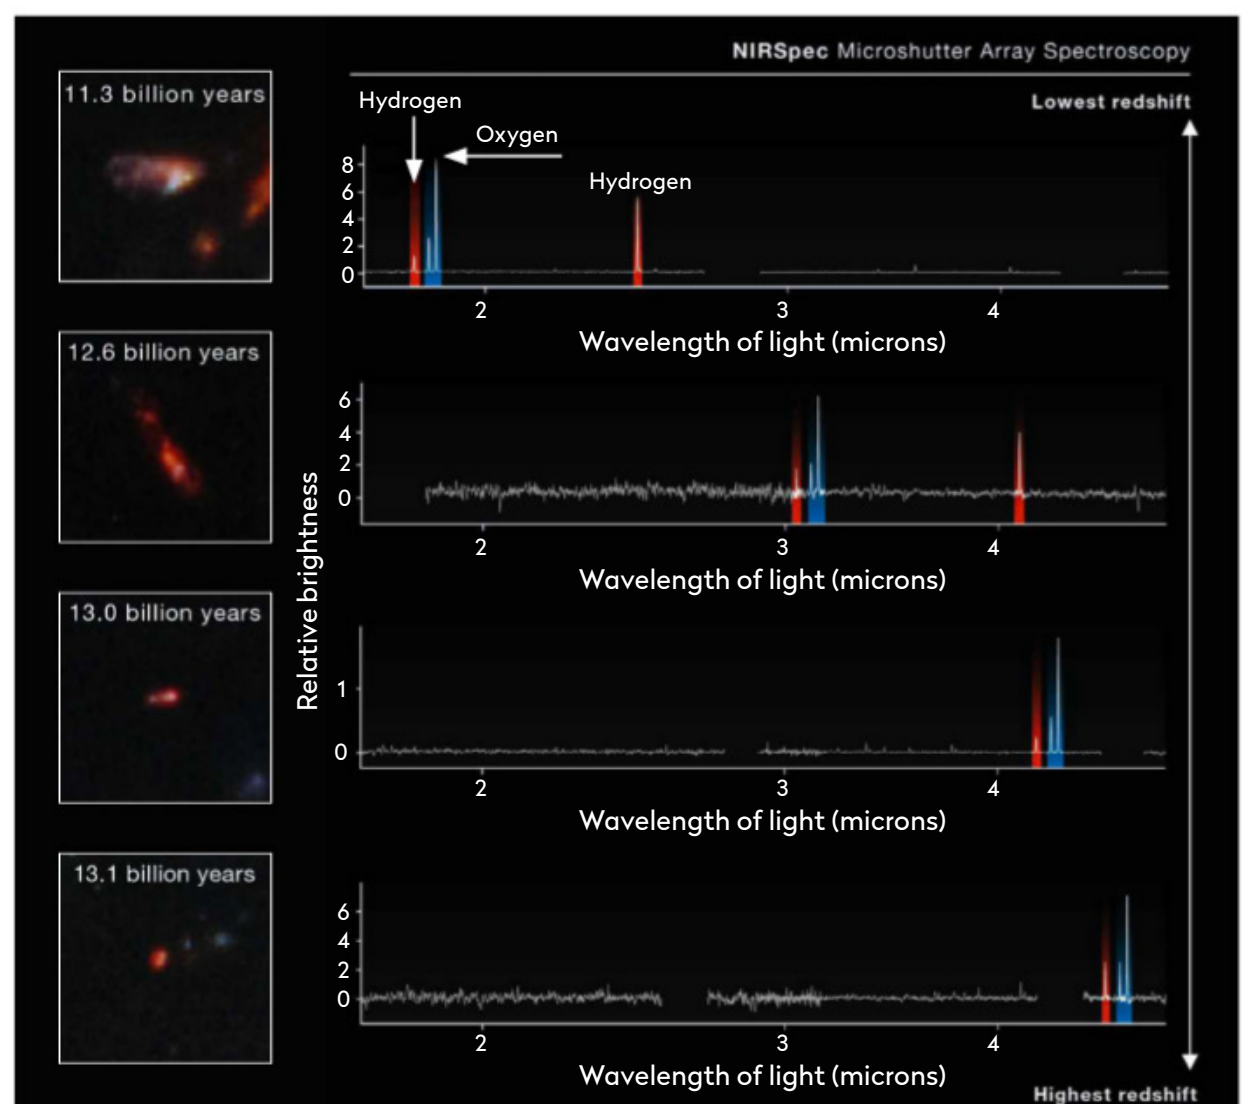 NIRSpec Microshutter Array Spectroscopy
Lowest redshift
11.3 billion years
Hydrogen
Oxygen
Hydrogen
8
6
4
2
0
2 3 4
Wavelength of light (microns)
12.6 billion years
6
4
2
0
2 3 4
Wavelength of light (microns)
Relative brightness
13.0 billion years
1
0
2 3 4
Wavelength of light (microns)
13.1 billion years
6
4
2
0
2 3 4
Wavelength of light (microns)
Highest redshift